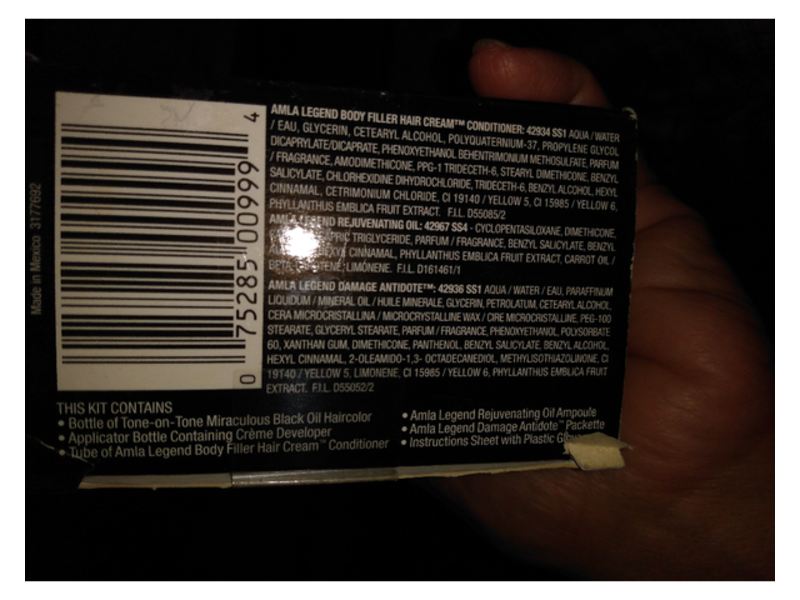 Made in Mexico 3177692
0 75285 00999 4
AMLA LEGEND BODY FILLER HAIR CREAM™ CONDITIONER: 42934 SS1 AQUA / WATER
/ EAU, GLYCERIN, CETEARYL ALCOHOL, POLYQUATERNIUM-37, PROPYLENE GLYCOL
DICAPRYLATE/DICAPRATE, PHENOXYETHANOL BEHENTRIMONIUM METHOSULFATE, PARFUM
/ FRAGRANCE, AMODIMETHICONE, PPG-1 TRIDECETH-6, STEARYL DIMETHICONE, BENZYL
SALICYLATE, CHLORHEXIDINE DIHYDROCHLORIDE, TRIDECETH-6, BENZYL ALCOHOL, HEXYL
CINNAMAL, CETRIMONIUM CHLORIDE, CI 19140 / YELLOW 5, CI 15985 / YELLOW 6,
PHYLLANTHUS EMBLICA FRUIT EXTRACT. F.I.L. D55085/2
AMLA LEGEND REJUVENATING OIL: 42967 SS4 - CYCLOPENTASILOXANE, DIMETHICONE,
TRIGLYCERIDE, PARFUM / FRAGRANCE, BENZYL SALICYLATE, BENZYL
CINNAMAL, PHYLLANTHUS EMBLICA FRUIT EXTRACT, CARROT OIL /
LIMONENE. F.I.L. D161461/1
AMLA LEGEND DAMAGE ANTIDOTE™: 42936 SS1 AQUA / WATER / EAU, PARAFFINUM
LIQUIDUM / MINERAL OIL / HUILE MINERALE, GLYCERIN, PETROLATUM, CETEARYL ALCOHOL,
CERA MICROCRISTALLINA / MICROCRYSTALLINE WAX / CIRE MICROCRISTALLINE, PEG-100
STEARATE, GLYCERYL STEARATE, PARFUM / FRAGRANCE, PHENOXYETHANOL, POLYSORBATE
60, XANTHAN GUM, DIMETHICONE, PANTHENOL, BENZYL SALICYLATE, BENZYL ALCOHOL,
HEXYL CINNAMAL, 2-OLEAMIDO-1,3- OCTADECANEDIOL, METHYLISOTHIAZOLINONE, CI
19140 / YELLOW 5, LIMONENE, CI 15985 / YELLOW 6, PHYLLANTHUS EMBLICA FRUIT
EXTRACT. F.I.L. D55052/2
THIS KIT CONTAINS
• Bottle of Tone-on-Tone Miraculous Black Oil Haircolor
• Applicator Bottle Containing Crème Developer
• Tube of Amla Legend Body Filler Hair Cream™ Conditioner
• Amla Legend Rejuvenating Oil Ampoule
• Amla Legend Damage Antidote™ Packette
• Instructions Sheet with Plastic